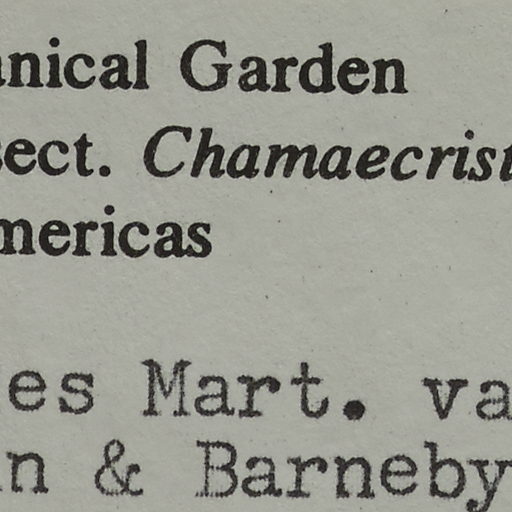 anical Garden
sect. Chamaecrist
mericas
es Mart. va
n & Barneby